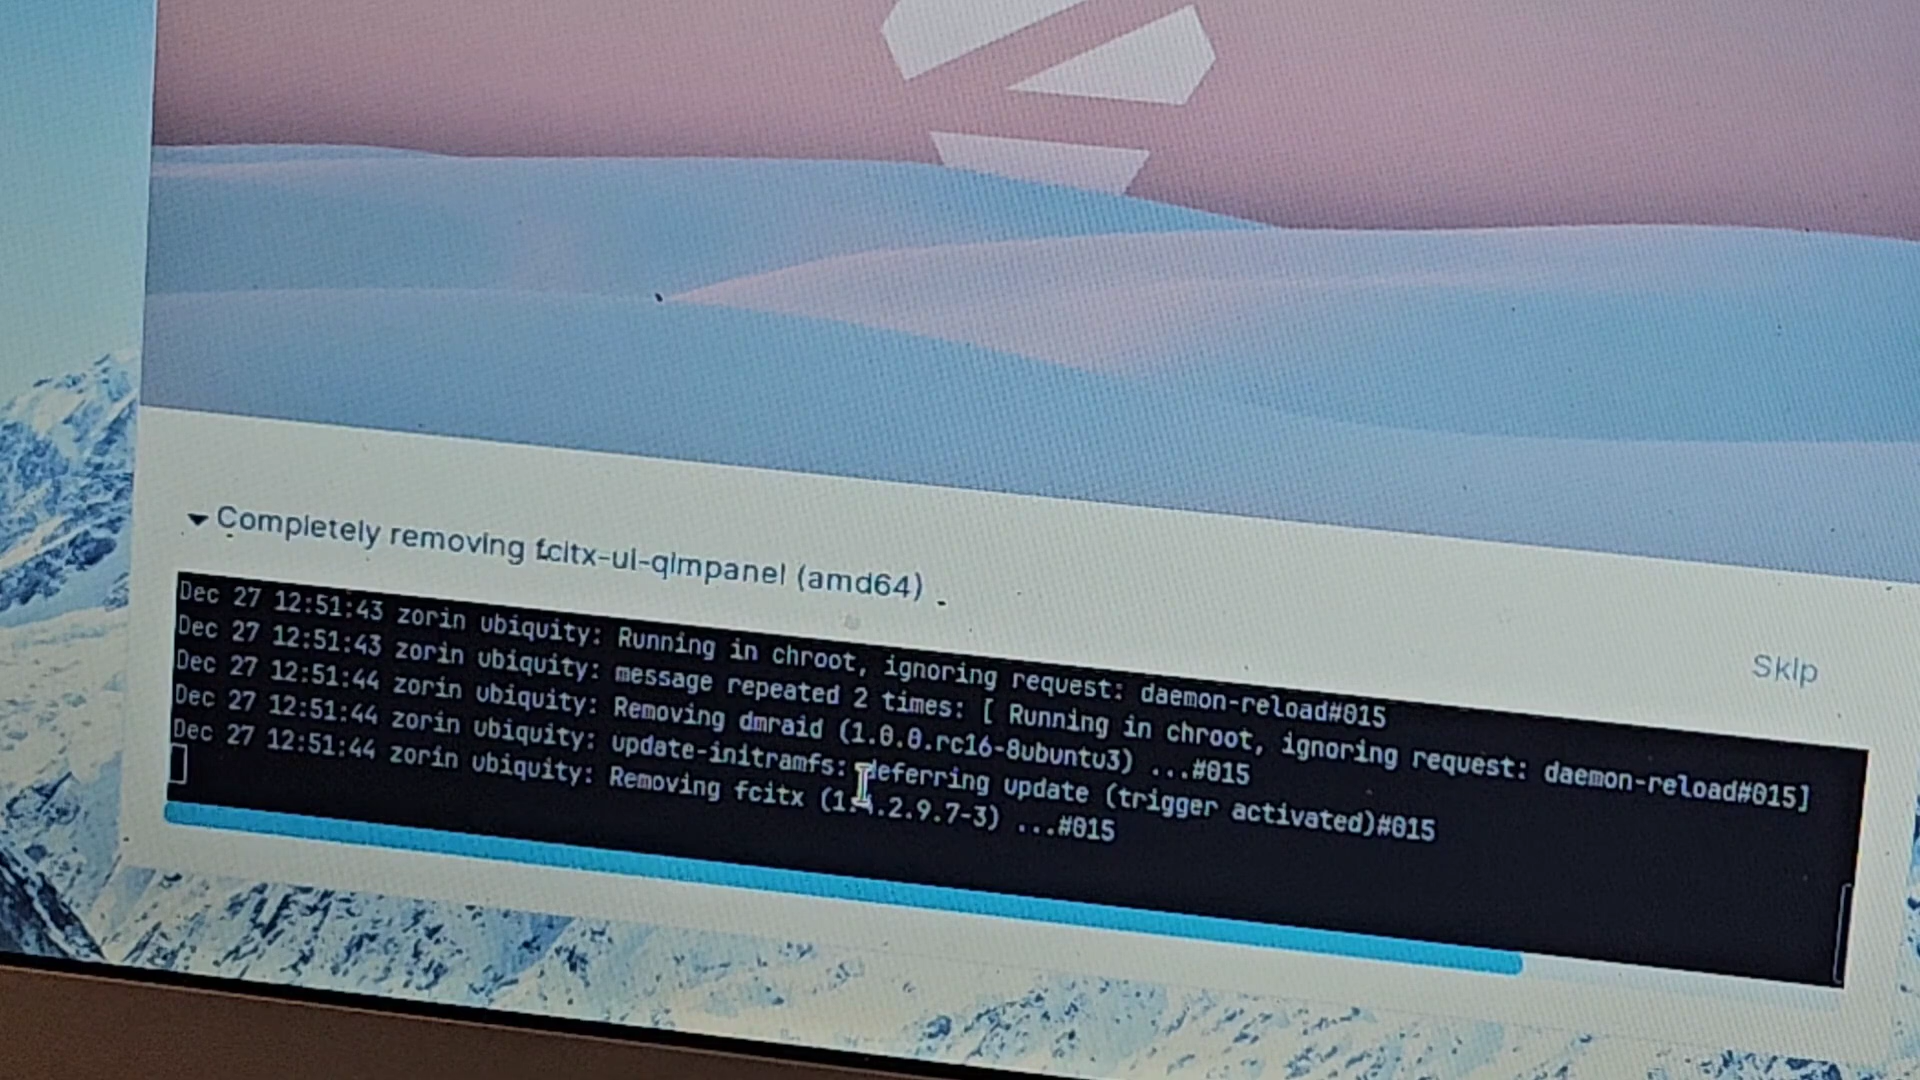 Completely removing fcitx-ui-qimpanel (amd64)
Skip
Dec 27 12:51:43 zorin ubiquity: Running in chroot, ignoring request: daemon-reload#015
Dec 27 12:51:43 zorin ubiquity: message repeated 2 times: [ Running in chroot, ignoring request: daemon-reload#015]
Dec 27 12:51:44 zorin ubiquity: Removing dmraid (1.0.0.rc16-8ubuntu3) ...#015
Dec 27 12:51:44 zorin ubiquity: update-initramfs: deferring update (trigger activated)#015
Dec 27 12:51:44 zorin ubiquity: Removing fcitx (1:4.2.9.7-3) ...#015